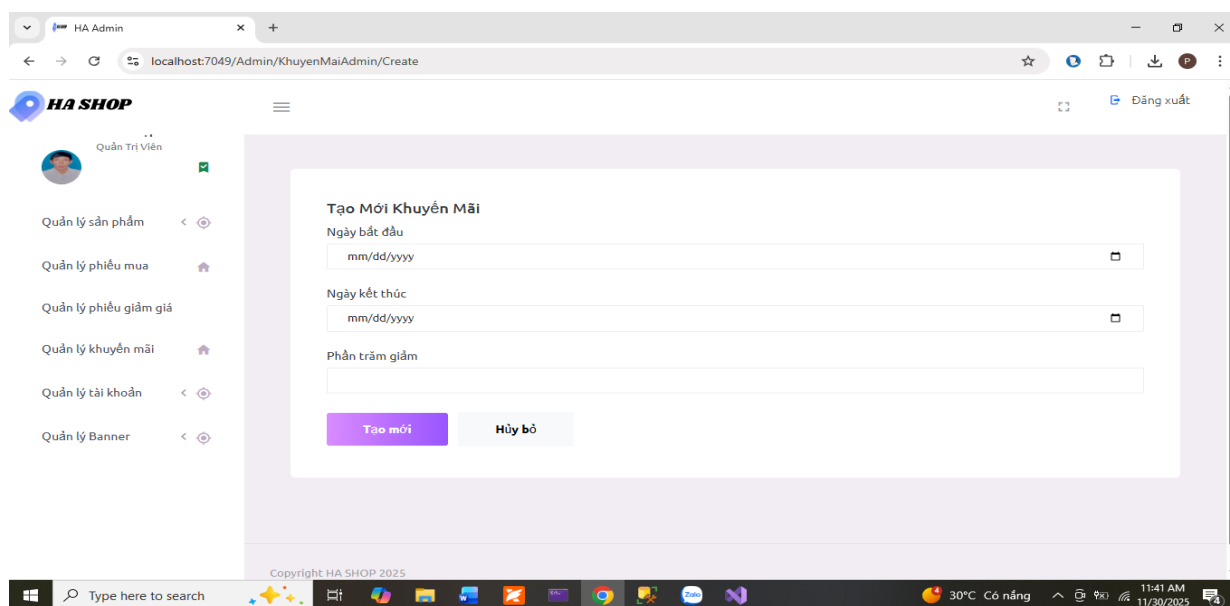 HA Admin
localhost:7049/Admin/KhuyenMaiAdmin/Create
HA SHOP
Đăng xuất
Quản Trị Viên
Quản lý sản phẩm
Quản lý phiếu mua
Quản lý phiếu giảm giá
Quản lý khuyến mãi
Quản lý tài khoản
Quản lý Banner
Tạo Mới Khuyến Mãi
Ngày bắt đầu
mm/dd/yyyy
Ngày kết thúc
mm/dd/yyyy
Phần trăm giảm
Tạo mới Hủy bỏ
Copyright HA SHOP 2025
Type here to search
Zalo
30°C Có nắng
11:41 AM
11/30/2025
4